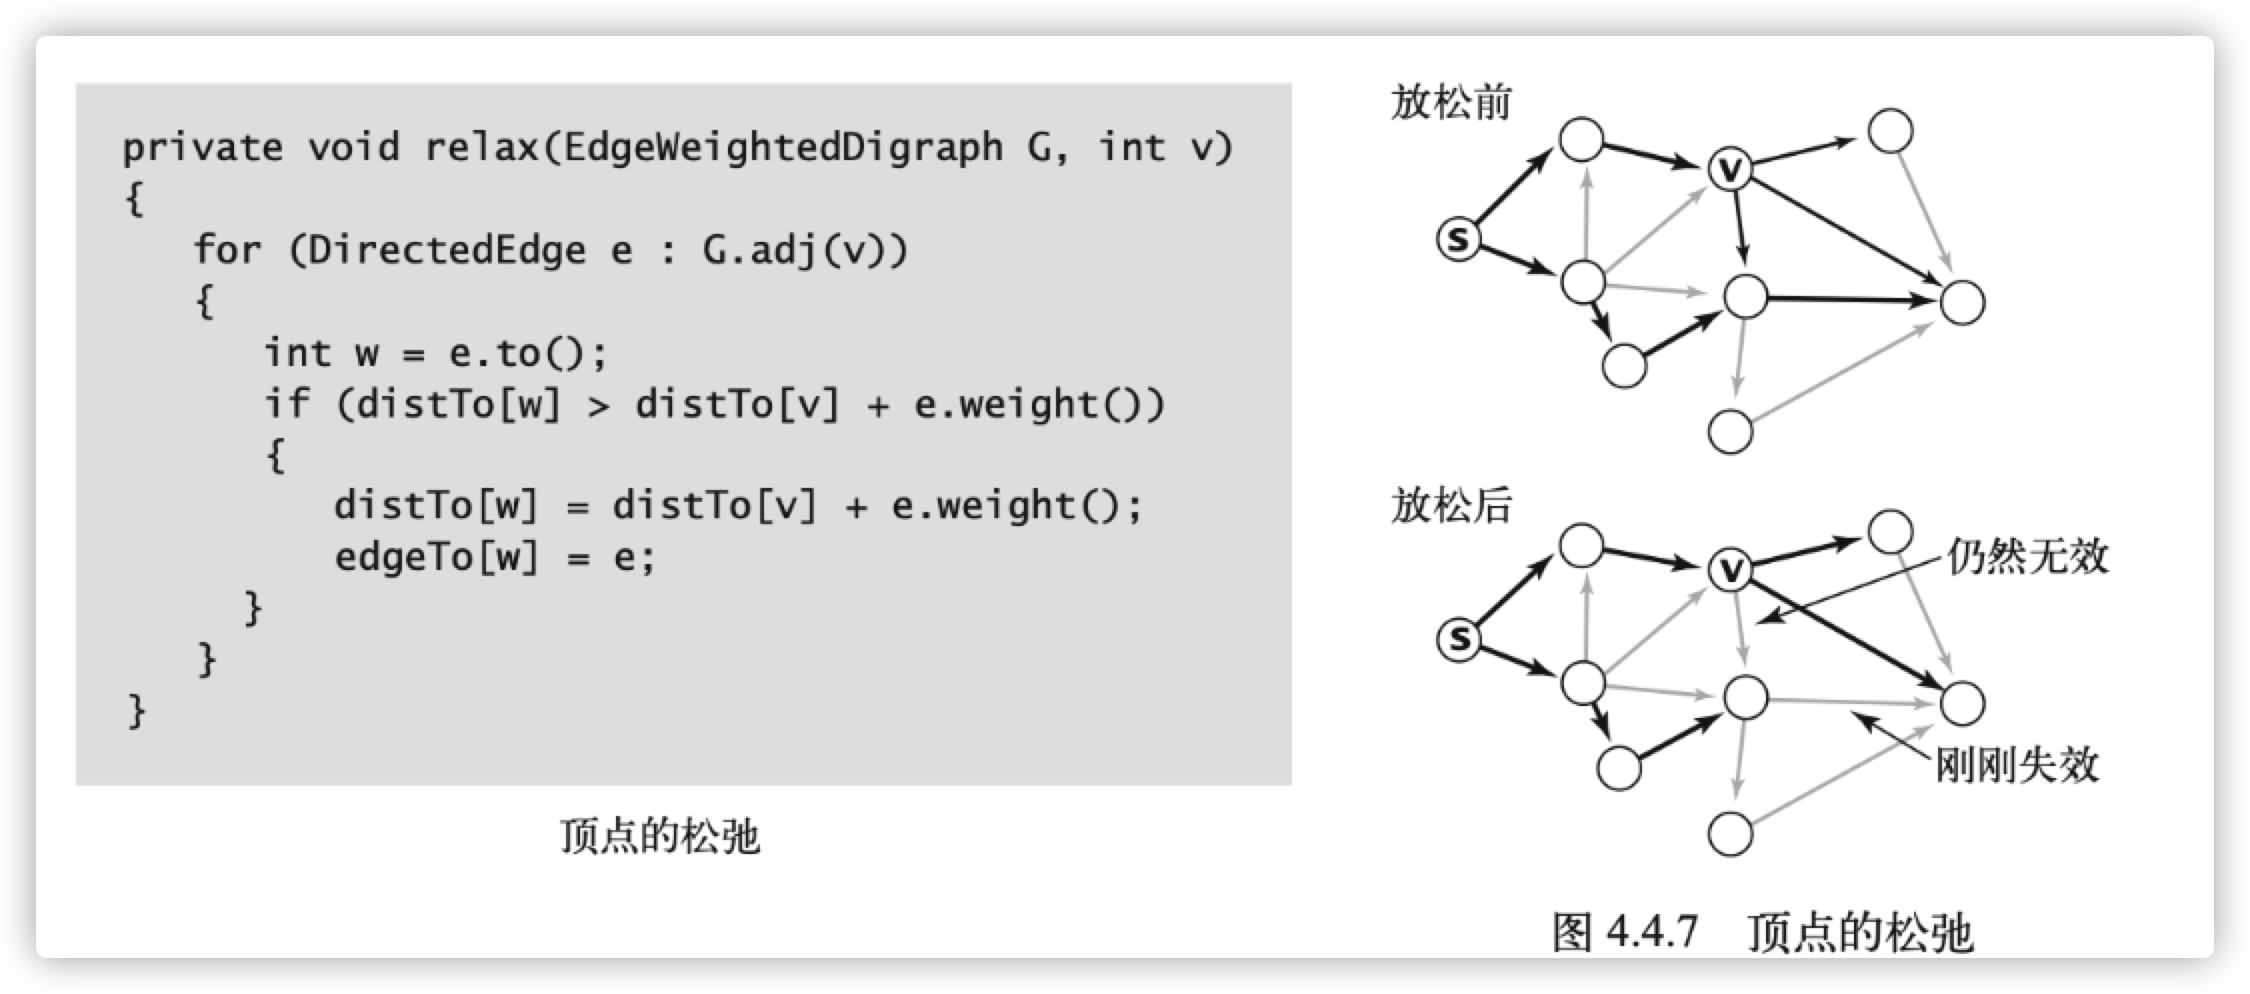 private void relax(EdgeWeightedDigraph G, int v)
{
for (DirectedEdge e : G.adj(v))
{
int w = e.to();
if (distTo[w] > distTo[v] + e.weight())
{
distTo[w] = distTo[v] + e.weight();
edgeTo[w] = e;
}
}
}
顶点的松弛
放松前
v
s
放松后
v
仍然无效
s
刚刚失效
图 4.4.7 顶点的松弛